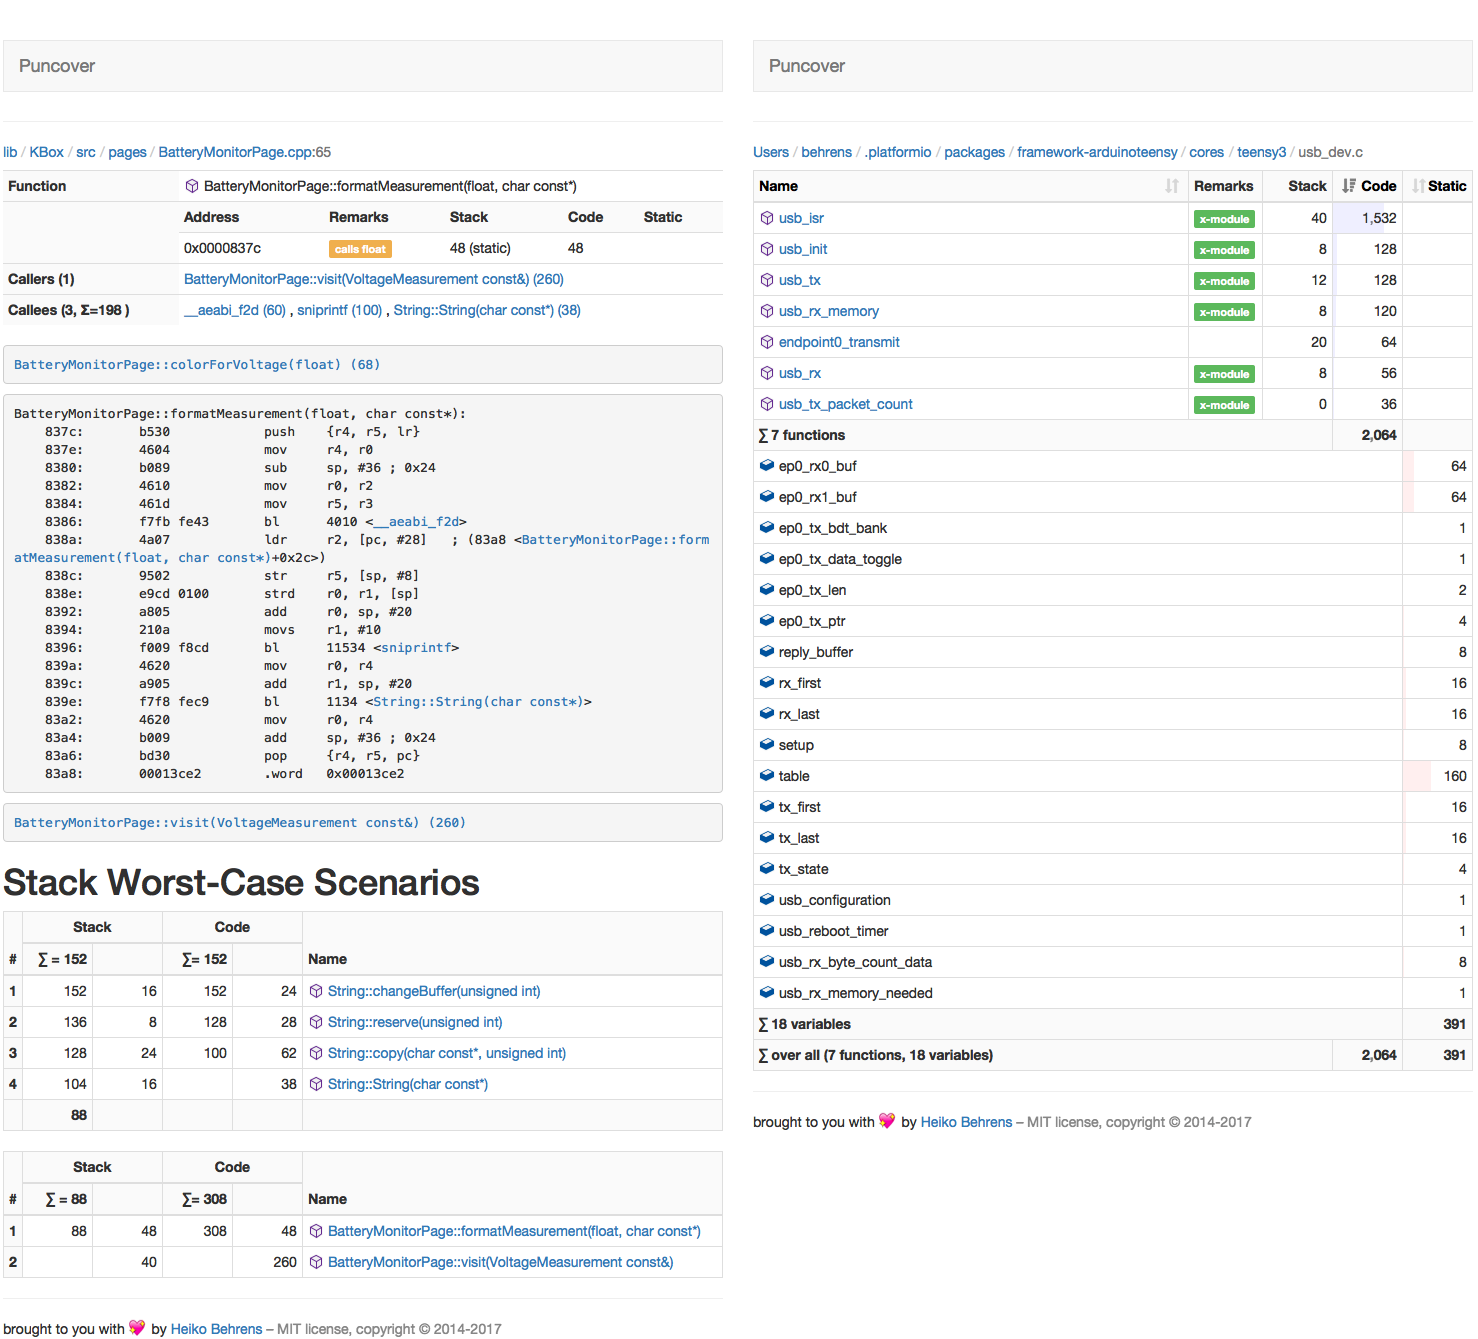 Puncover
lib / KBox / src / pages / BatteryMonitorPage.cpp:65
Function BatteryMonitorPage::formatMeasurement(float, char const*)
Address Remarks Stack Code Static
0x0000837c calls float 48 (static) 48
Callers (1) BatteryMonitorPage::visit(VoltageMeasurement const&) (260)
Callees (3, Σ=198 ) __aeabi_f2d (60) , sniprintf (100) , String::String(char const*) (38)
BatteryMonitorPage::colorForVoltage(float) (68)
BatteryMonitorPage::formatMeasurement(float, char const*):
837c: b530 push {r4, r5, lr}
837e: 4604 mov r4, r0
8380: b089 sub sp, #36 ; 0x24
8382: 4610 mov r0, r2
8384: 461d mov r5, r3
8386: f7fb fe43 bl 4010 <__aeabi_f2d>
838a: 4a07 ldr r2, [pc, #28] ; (83a8 <BatteryMonitorPage::form
atMeasurement(float, char const*)+0x2c>)
838c: 9502 str r5, [sp, #8]
838e: e9cd 0100 strd r0, r1, [sp]
8392: a805 add r0, sp, #20
8394: 210a movs r1, #10
8396: f009 f8cd bl 11534 <sniprintf>
839a: 4620 mov r0, r4
839c: a905 add r1, sp, #20
839e: f7f8 fec9 bl 1134 <String::String(char const*)>
83a2: 4620 mov r0, r4
83a4: b009 add sp, #36 ; 0x24
83a6: bd30 pop {r4, r5, pc}
83a8: 00013ce2 .word 0x00013ce2
BatteryMonitorPage::visit(VoltageMeasurement const&) (260)
Stack Worst-Case Scenarios
Stack Code
# ∑ = 152 ∑= 152 Name
1 152 16 152 24 String::changeBuffer(unsigned int)
2 136 8 128 28 String::reserve(unsigned int)
3 128 24 100 62 String::copy(char const*, unsigned int)
4 104 16 38 String::String(char const*)
88
Stack Code
# ∑ = 88 ∑= 308 Name
1 88 48 308 48 BatteryMonitorPage::formatMeasurement(float, char const*)
2 40 260 BatteryMonitorPage::visit(VoltageMeasurement const&)
brought to you with 💖 by Heiko Behrens – MIT license, copyright © 2014-2017
Puncover
Users / behrens / .platformio / packages / framework-arduinoteensy / cores / teensy3 / usb_dev.c
Name Remarks Stack Code Static
usb_isr x-module 40 1,532
usb_init x-module 8 128
usb_tx x-module 12 128
usb_rx_memory x-module 8 120
endpoint0_transmit 20 64
usb_rx x-module 8 56
usb_tx_packet_count x-module 0 36
∑ 7 functions 2,064
ep0_rx0_buf 64
ep0_rx1_buf 64
ep0_tx_bdt_bank 1
ep0_tx_data_toggle 1
ep0_tx_len 2
ep0_tx_ptr 4
reply_buffer 8
rx_first 16
rx_last 16
setup 8
table 160
tx_first 16
tx_last 16
tx_state 4
usb_configuration 1
usb_reboot_timer 1
usb_rx_byte_count_data 8
usb_rx_memory_needed 1
∑ 18 variables 391
∑ over all (7 functions, 18 variables) 2,064 391
brought to you with 💖 by Heiko Behrens – MIT license, copyright © 2014-2017